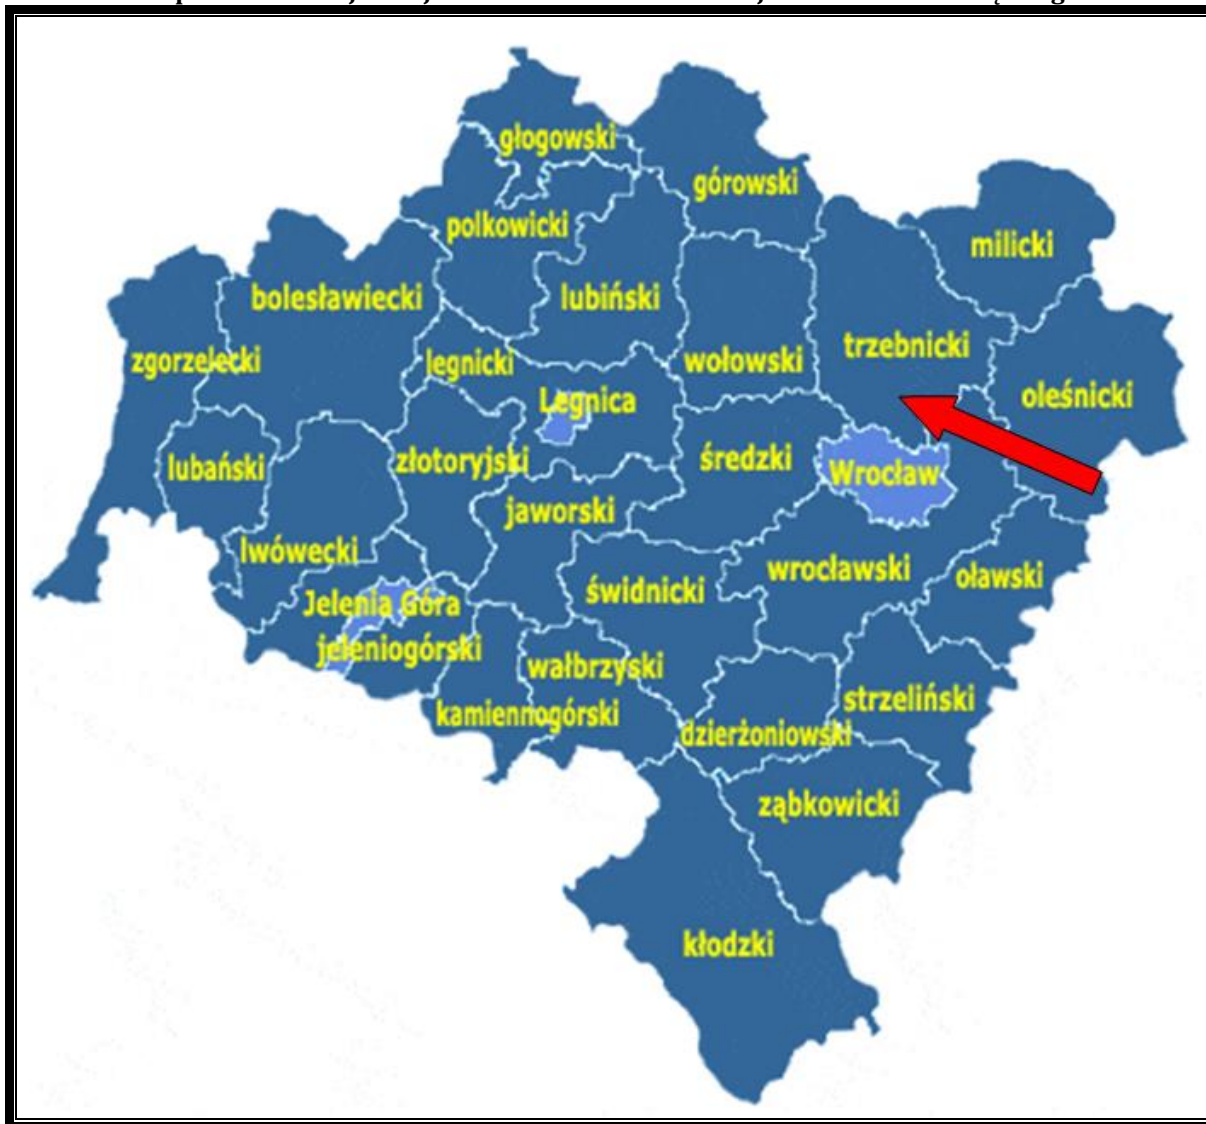 głogowski
górowski
polkowicki
milicki
bolesławiecki
lubiński
trzebnicki
zgorzelecki
legnicki
wołowski
oleśnicki
Legnica
lubański
złotoryjski
średzki
Wrocław
jaworski
lwówecki
wrocławski
oławski
świdnicki
Jelenia Góra
jeleniogórski
wałbrzyski
strzeliński
kamiennogórski
dzierżoniowski
ząbkowicki
kłodzki